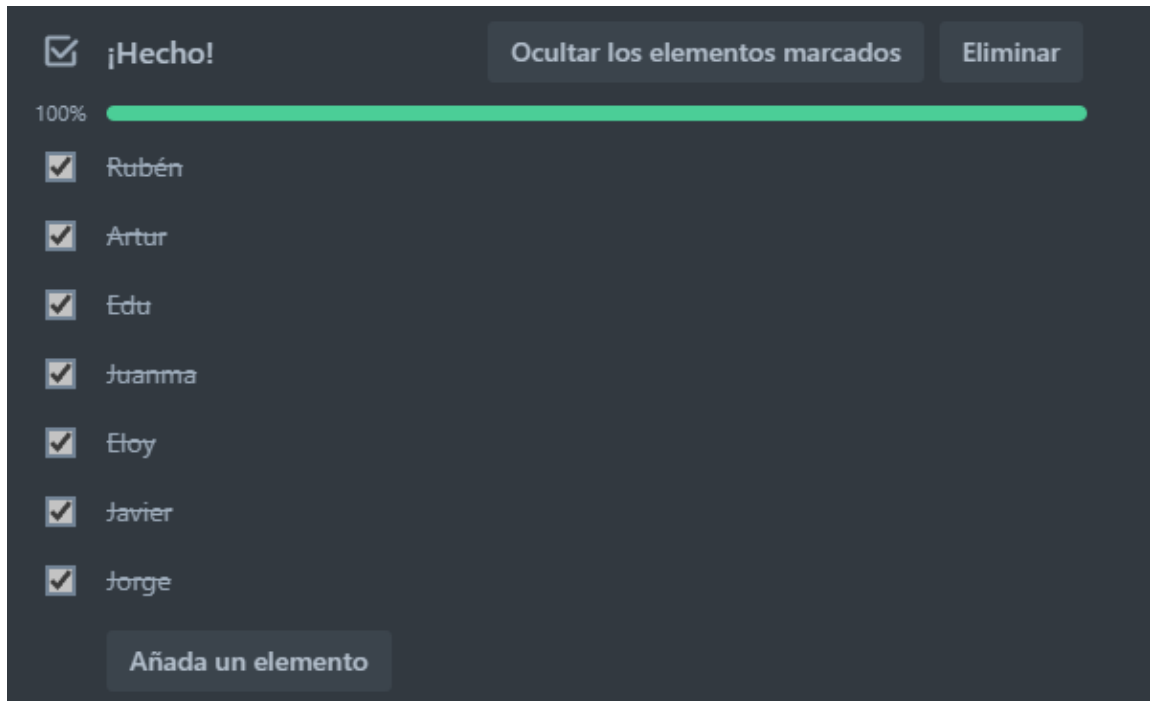 ¡Hecho! Ocultar los elementos marcados Eliminar
100%
Rubén
Artur
Edu
Juanma
Eloy
Javier
Jorge
Añada un elemento